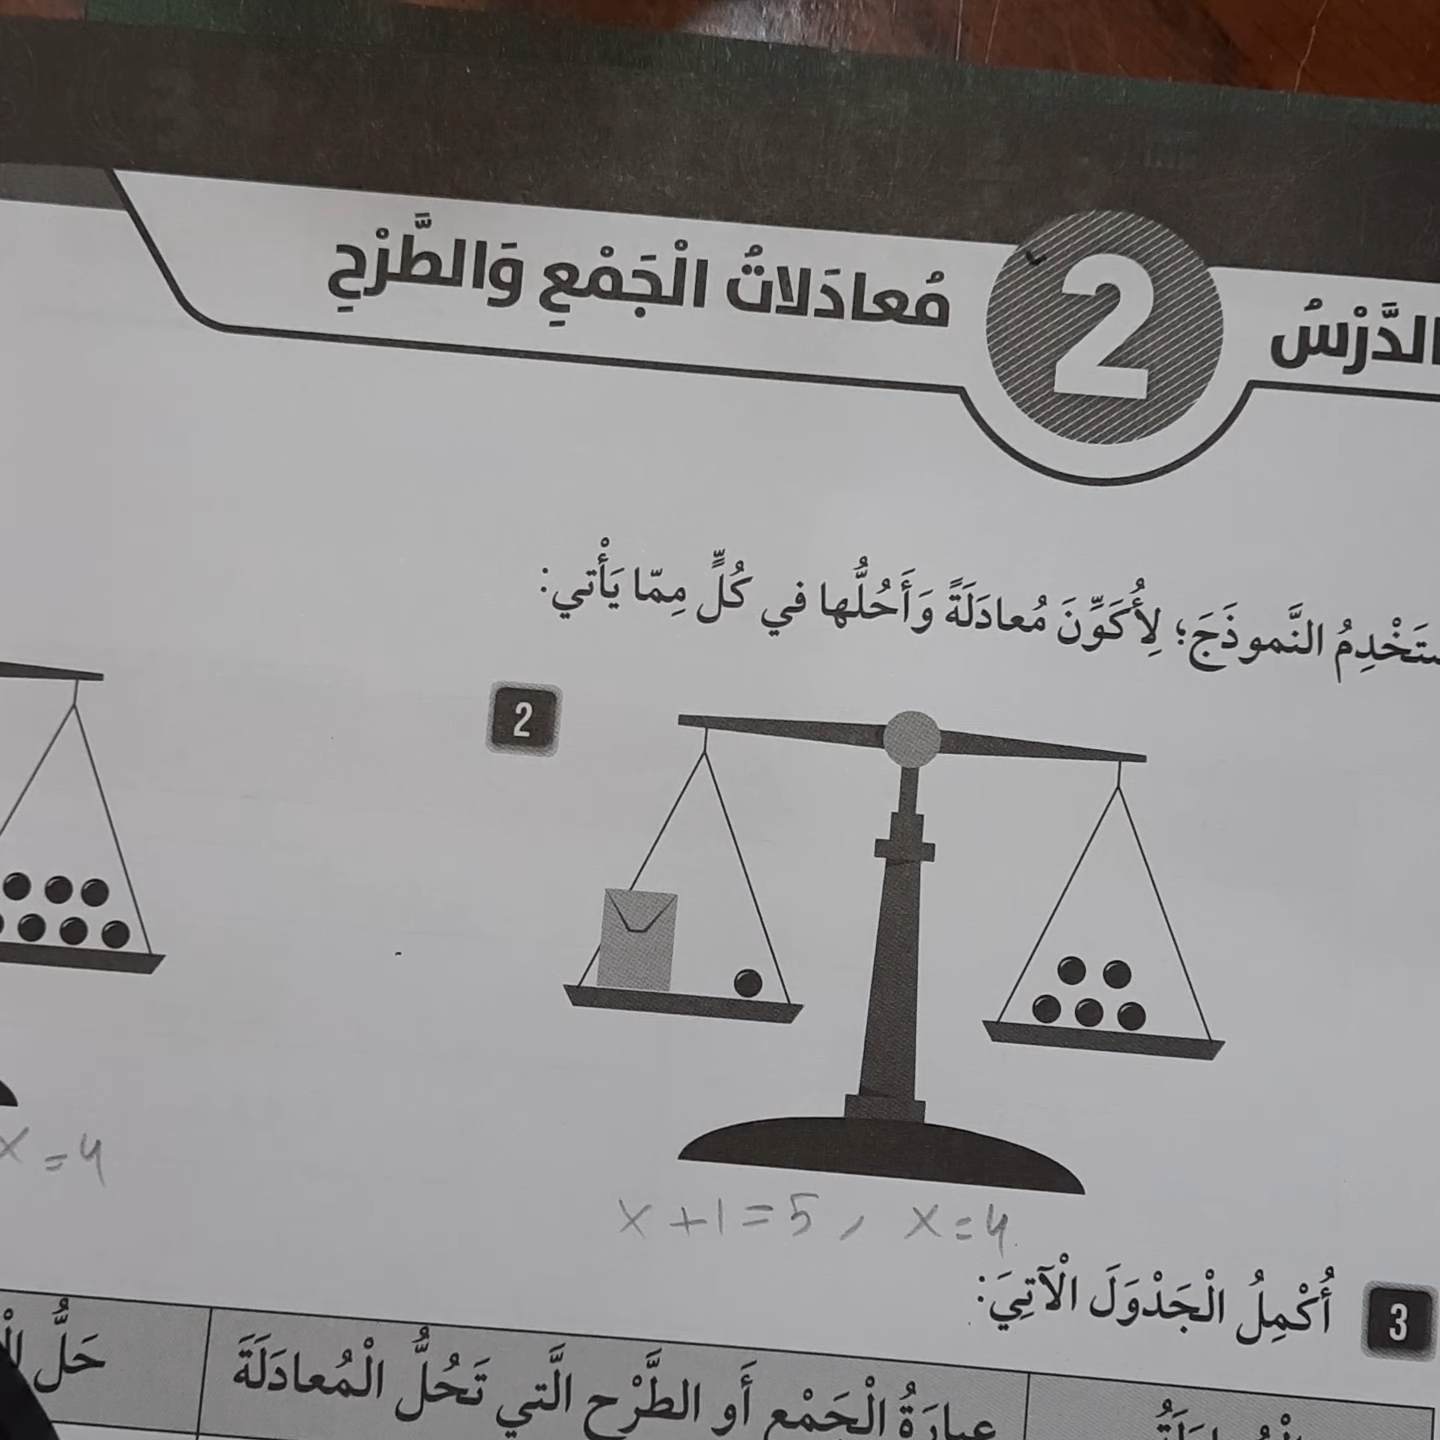 الدَّرْسُ 2 مُعادَلاتُ الْجَمْعِ وَالطَّرْحِ
النَّموذَجَ؛ لِأُكَوِّنَ مُعادَلَةً وَأَحُلُّها في كُلٍّ مِمّا يَأْتي:
2
x = 4
x + 1 = 5 , x = 4
3 أُكْمِلُ الْجَدْوَلَ الْآتِيَ:
عِبارَةُ الْجَمْعِ أَوِ الطَّرْحِ الَّتي تَحُلُّ الْمُعادَلَةَ حَلُّ